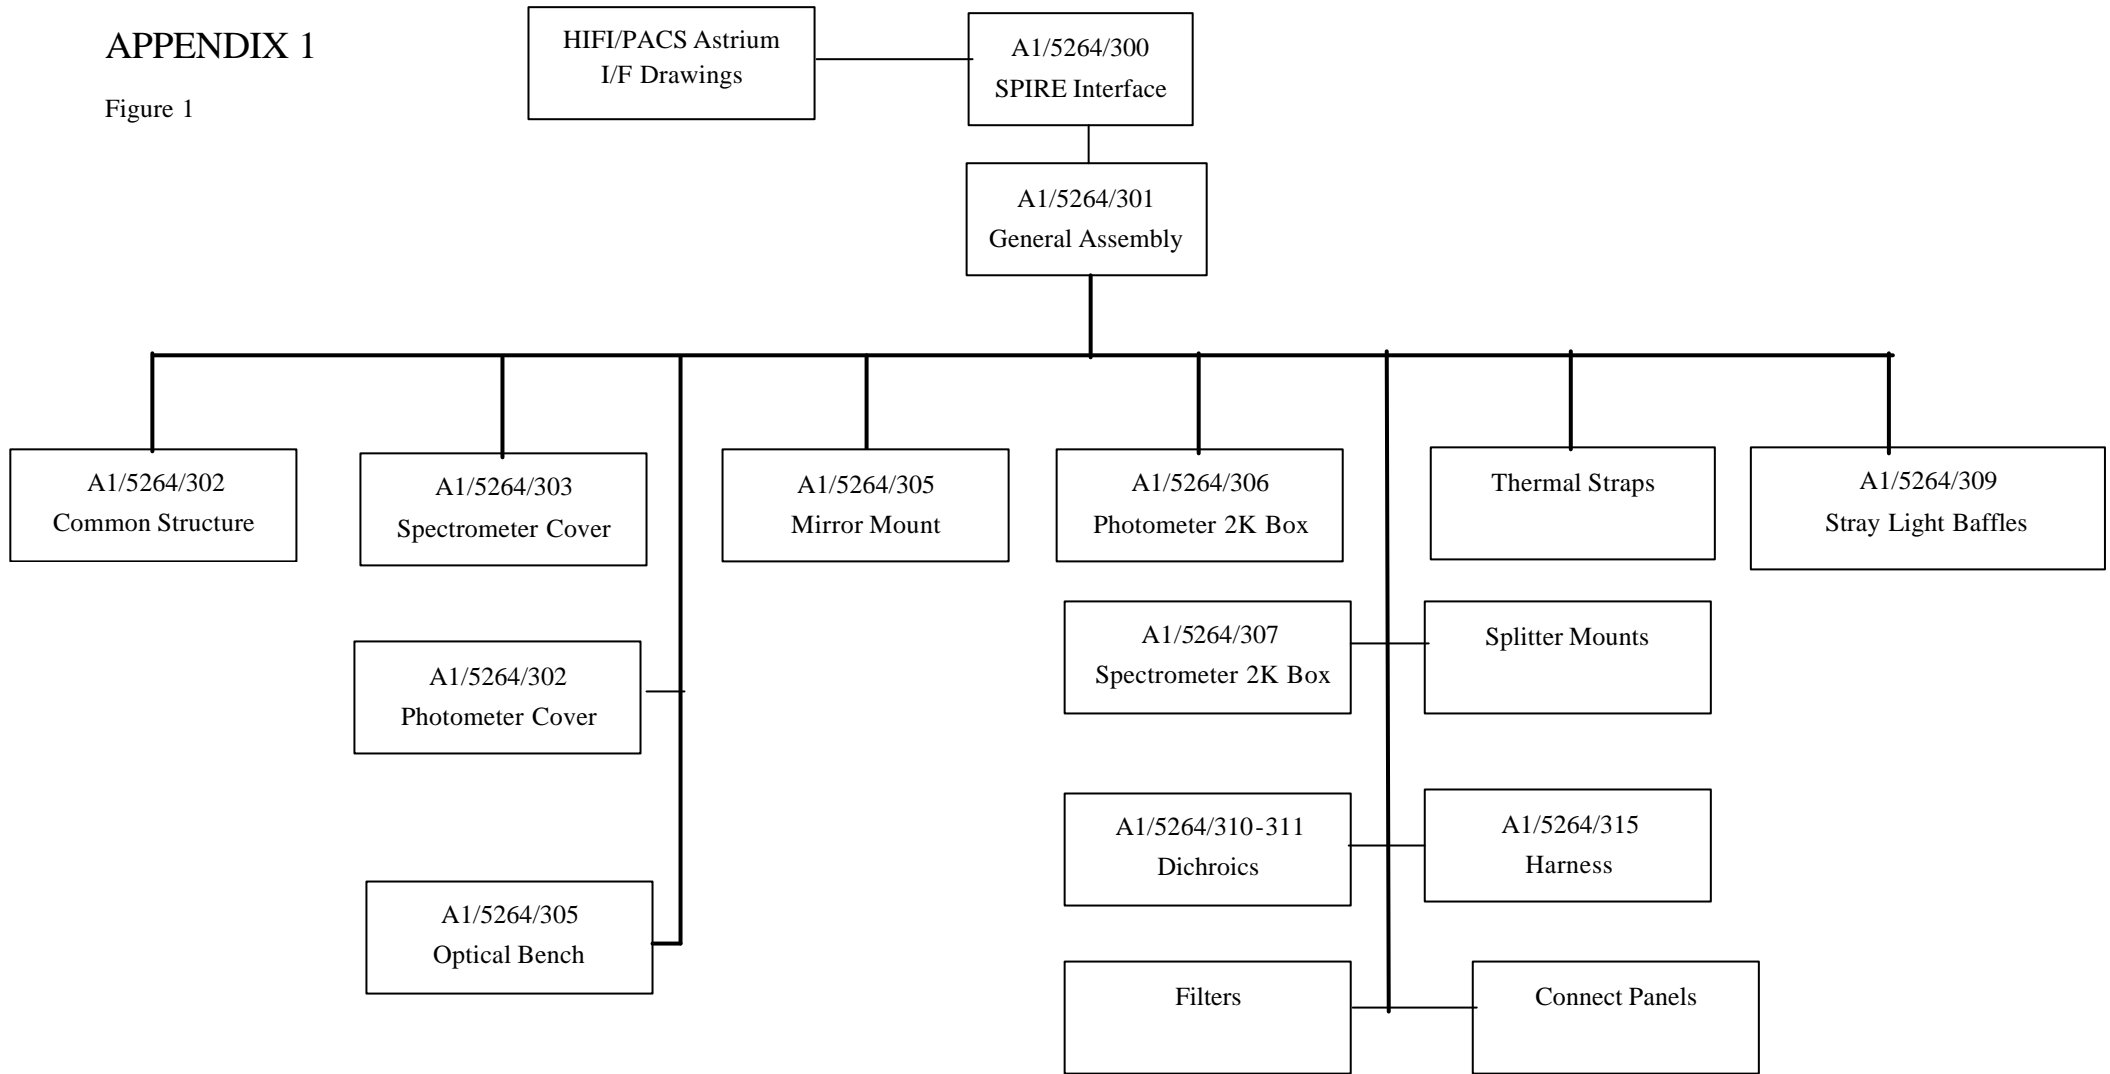 APPENDIX 1
Figure 1
HIFI/PACS Astrium
I/F Drawings
A1/5264/300
SPIRE Interface
A1/5264/301
General Assembly
A1/5264/302
Common Structure
A1/5264/303
Spectrometer Cover
A1/5264/305
Mirror Mount
A1/5264/306
Photometer 2K Box
Thermal Straps
A1/5264/309
Stray Light Baffles
A1/5264/302
Photometer Cover
A1/5264/307
Spectrometer 2K Box
Splitter Mounts
A1/5264/310-311
Dichroics
A1/5264/315
Harness
A1/5264/305
Optical Bench
Filters
Connect Panels